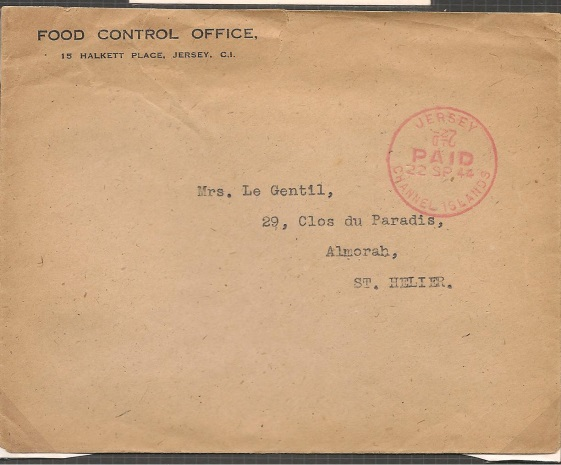 FOOD CONTROL OFFICE,
15 HALKETT PLACE, JERSEY, C.I.
JERSEY
PAID
22 SP 44
CHANNEL ISLANDS
Mrs. Le Gentil,
29, Clos du Paradis,
Almorah,
ST. HELIER.